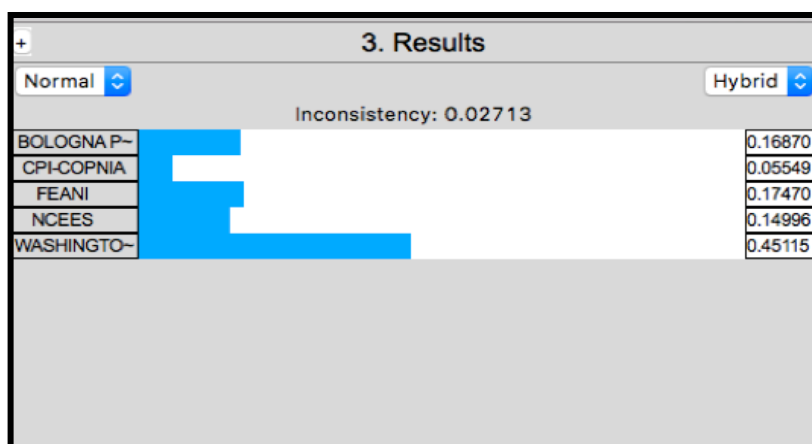 + 3. Results
Normal Hybrid
Inconsistency: 0.02713
BOLOGNA P~ 0.16870
CPI-COPNIA 0.05549
FEANI 0.17470
NCEES 0.14996
WASHINGTO~ 0.45115